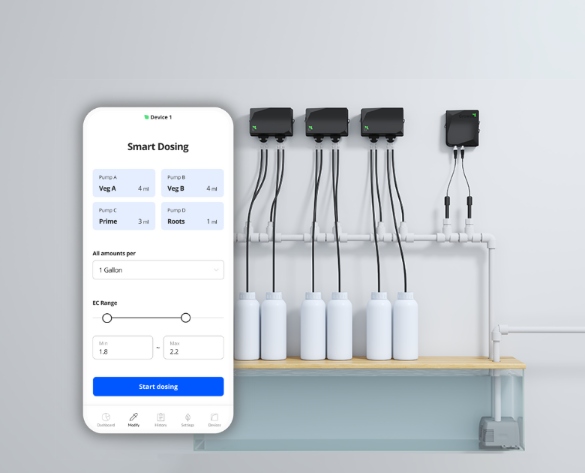 Device 1
Smart Dosing
Pump A
Veg A 4 ml
Pump B
Veg B 4 ml
Pump C
Prime 3 ml
Pump D
Roots 1 ml
All amounts per
1 Gallon
EC Range
Min
1.8
–
Max
2.2
Start dosing
Dashboard
Modify
History
Settings
Devices